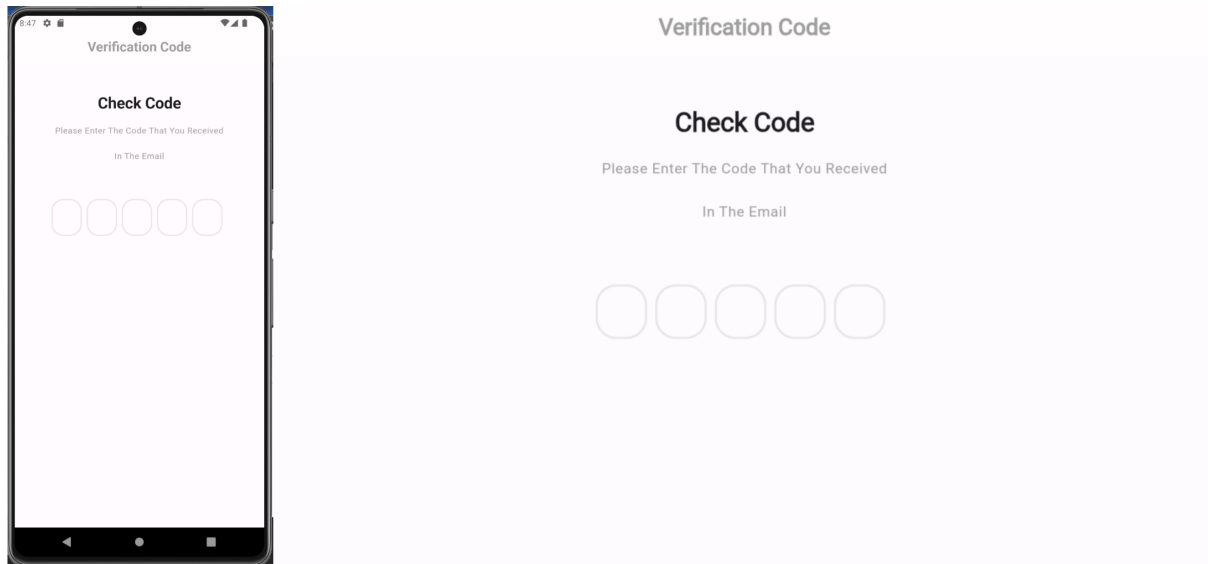 8:47
Verification Code
Check Code
Please Enter The Code That You Received
In The Email
Verification Code
Check Code
Please Enter The Code That You Received
In The Email